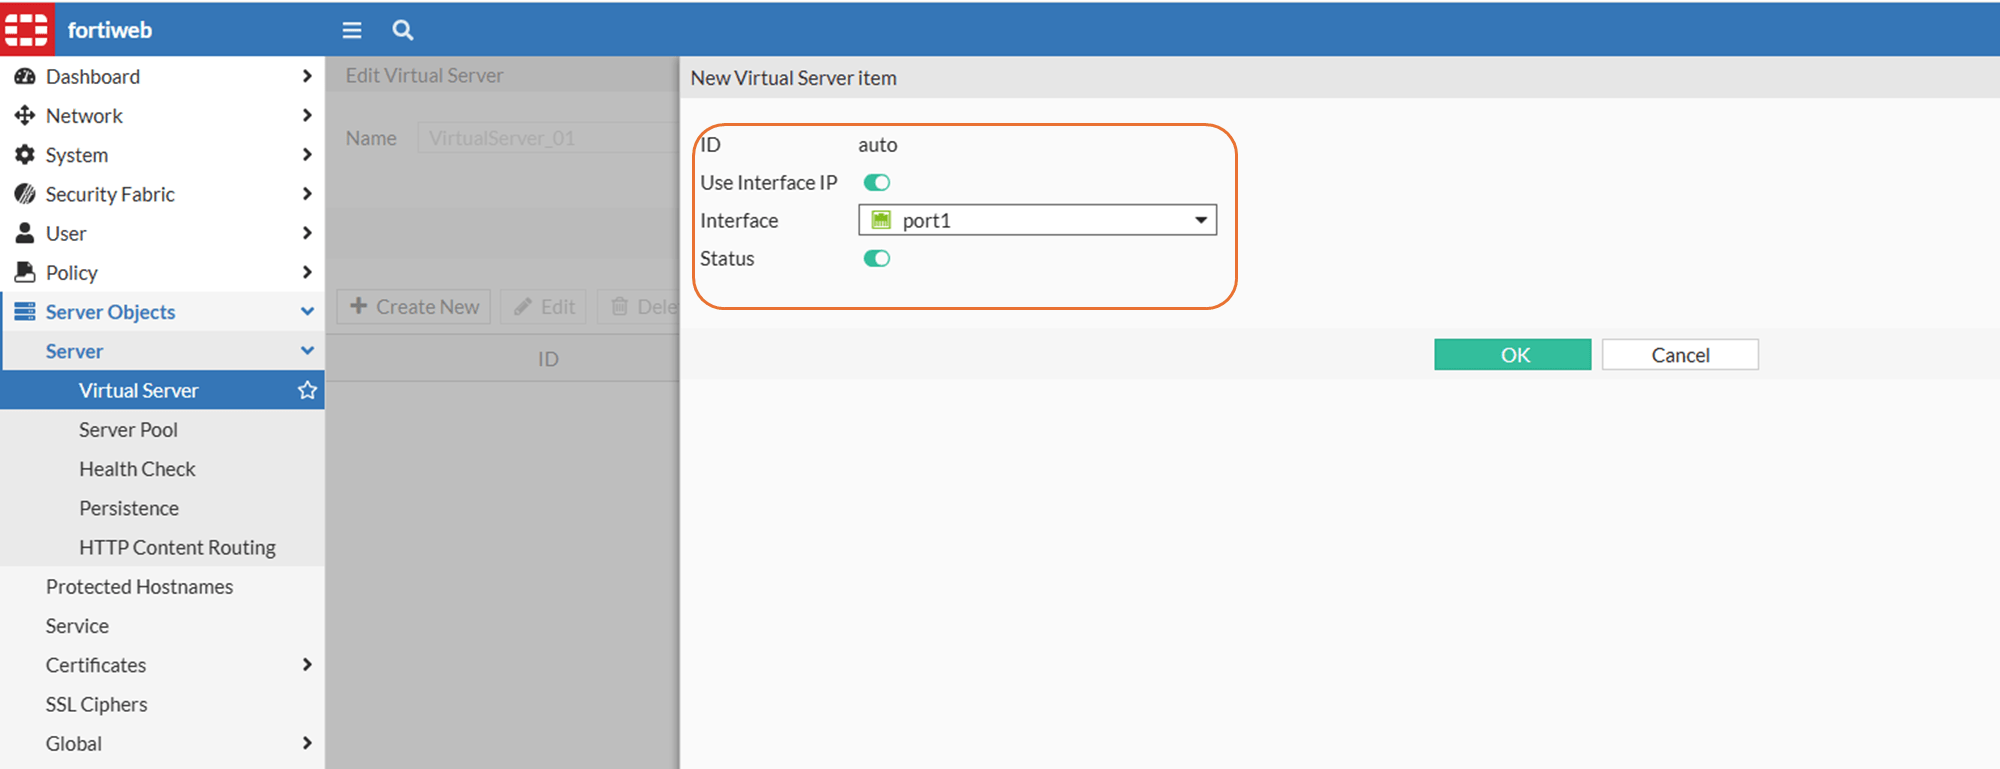 fortiweb
Dashboard
Network
System
Security Fabric
User
Policy
Server Objects
Server
Virtual Server
Server Pool
Health Check
Persistence
HTTP Content Routing
Protected Hostnames
Service
Certificates
SSL Ciphers
Global
Edit Virtual Server
Name VirtualServer_01
Create New Edit Dele
ID
New Virtual Server item
ID auto
Use Interface IP
Interface port1
Status
OK Cancel